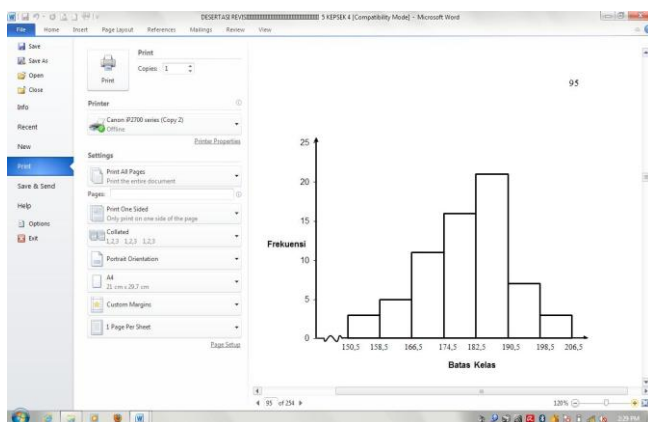 DESERTASI REVIS 5 KEPSEK 4 [Compatibility Mode] - Microsoft Word
File Home Insert Page Layout References Mailings Review View
Save
Save As
Open
Close
Info
Recent
New
Print
Save & Send
Help
Options
Exit
Print
Copies: 1
Print
Printer
Canon iP2700 series (Copy 2)
Offline
Printer Properties
Settings
Print All Pages
Print the entire document
Pages:
Print One Sided
Only print on one side of the page
Collated
1,2,3 1,2,3 1,2,3
Portrait Orientation
A4
21 cm x 29,7 cm
Custom Margins
1 Page Per Sheet
Page Setup
95
25
20
15
Frekuensi
10
5
0
150,5 158,5 166,5 174,5 182,5 190,5 198,5 206,5
Batas Kelas
95 of 254
120%
2:29 PM